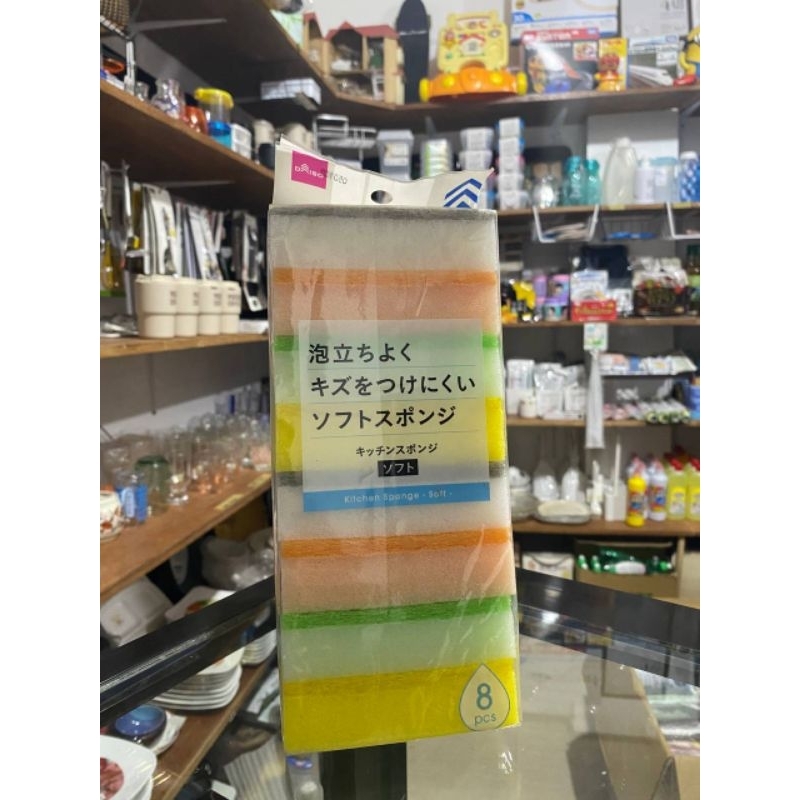 DAISO
泡立ちよく
キズをつけにくい
ソフトスポンジ
キッチンスポンジ
ソフト
Kitchen Sponge - Soft -
8
pcs